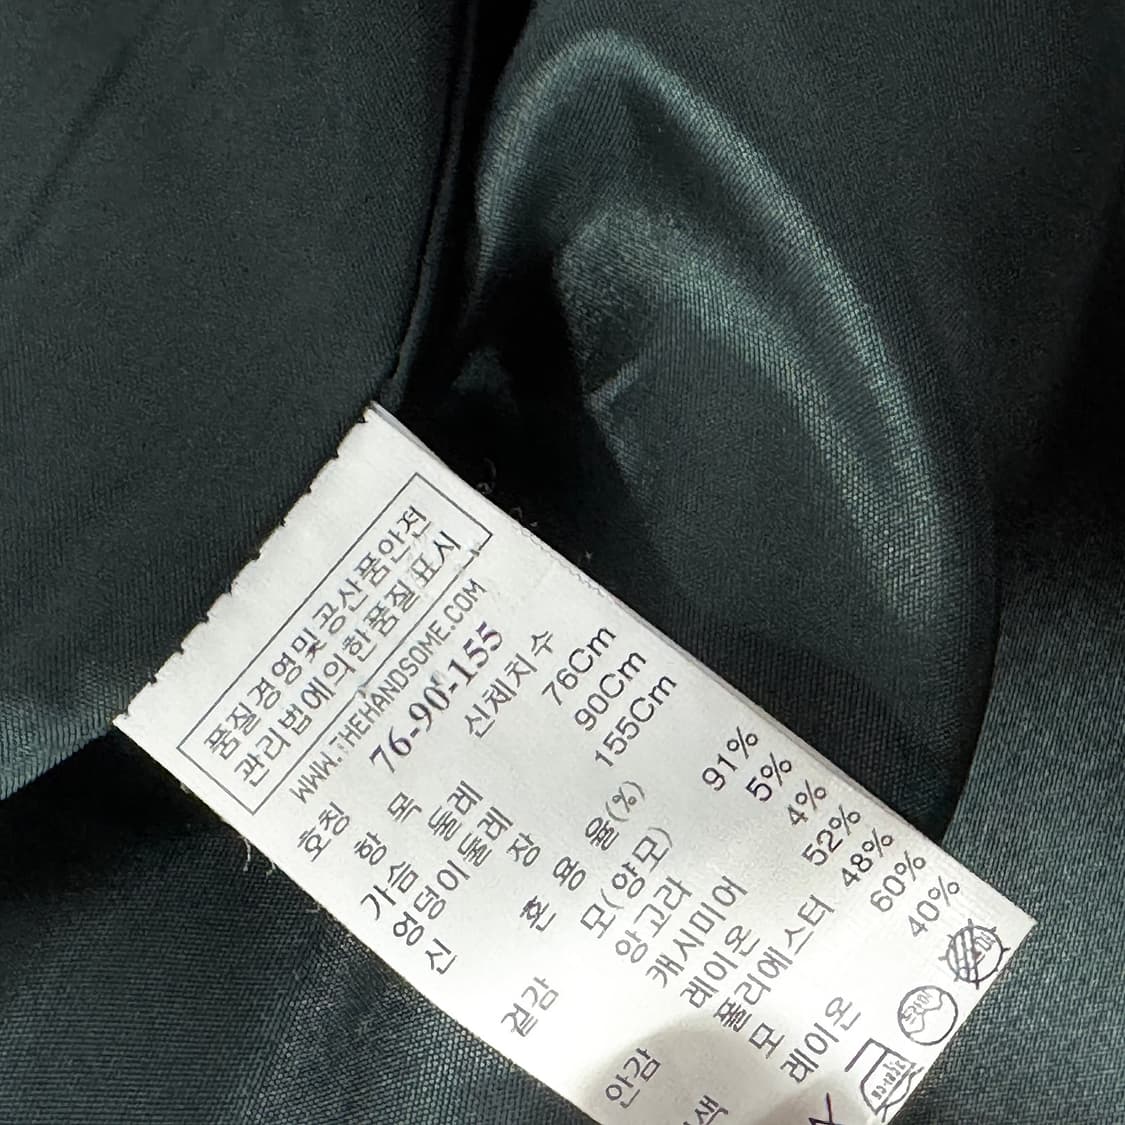 품질경영및공산품안전
관리법에의한품질표시
WWW.THEHANDSOME.COM
호칭 76-90-155
항 목 신체치수
가슴 둘레 76Cm
엉덩이둘레 90Cm
신 장 155Cm
혼 용 율(%)
겉감 모(양모) 91%
앙고라 5%
캐시미어 4%
안감 레이온 52%
폴리에스터 48%
색 모 60%
레이온 40%